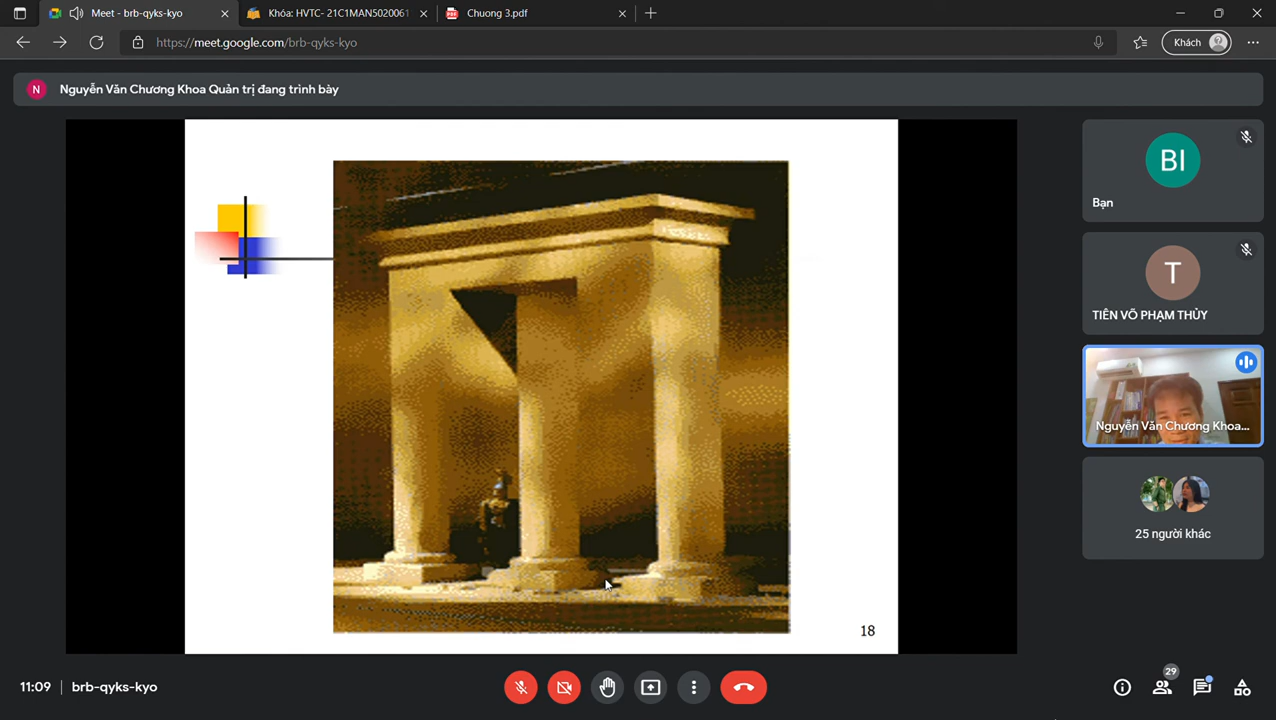 Meet - brb-qyks-kyo
Khóa: HVTC- 21C1MAN5020061
Chuong 3.pdf
https://meet.google.com/brb-qyks-kyo
Khách
N
Nguyễn Văn Chương Khoa Quản trị đang trình bày
BI
Bạn
T
TIÊN VÕ PHẠM THỦY
Nguyễn Văn Chương Khoa...
25 người khác
18
11:09
brb-qyks-kyo
29